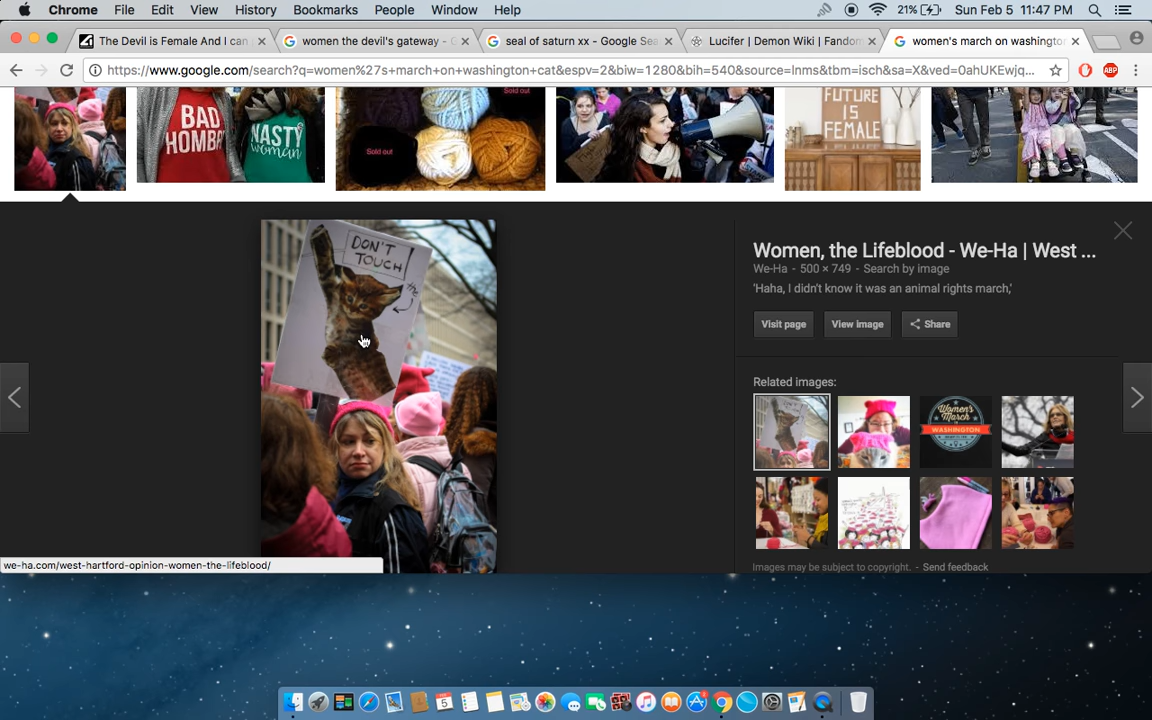 Chrome File Edit View History Bookmarks People Window Help 21% Sun Feb 5 11:47 PM
The Devil is Female And I can women the devil's gateway - G seal of saturn xx - Google Sea Lucifer | Demon Wiki | Fandom women's march on washington
https://www.google.com/search?q=women%27s+march+on+washington+cat&espv=2&biw=1280&bih=540&source=lnms&tbm=isch&sa=X&ved=0ahUKEwjq...
Sold out
BAD
HOMBR
NASTY
woman
Sold out
FUTURE
IS
FEMALE
DON'T
TOUCH!
the
Women, the Lifeblood - We-Ha | West ...
We-Ha - 500 × 749 - Search by image
'Haha, I didn't know it was an animal rights march,'
Visit page View image Share
Related images:
Women's
March
WASHINGTON
Images may be subject to copyright. - Send feedback
we-ha.com/west-hartford-opinion-women-the-lifeblood/
5